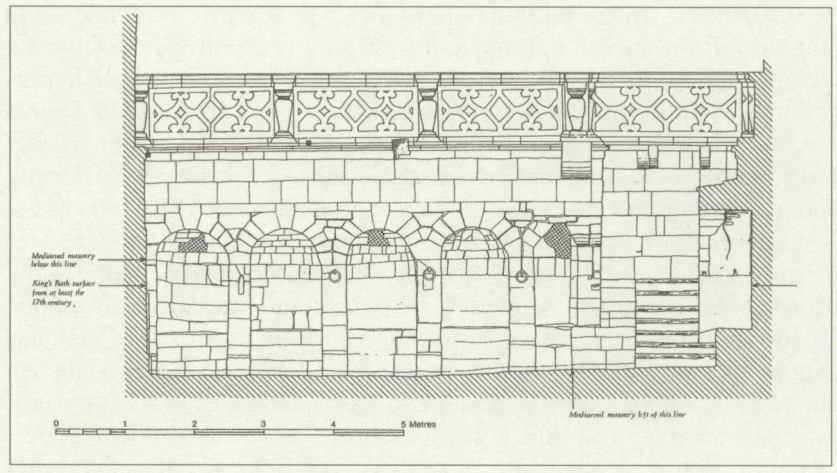 Mediaeval masonry
below this line
King's Bath surface
from at least the
17th century
Mediaeval masonry left of this line
0 1 2 3 4 5 Metres